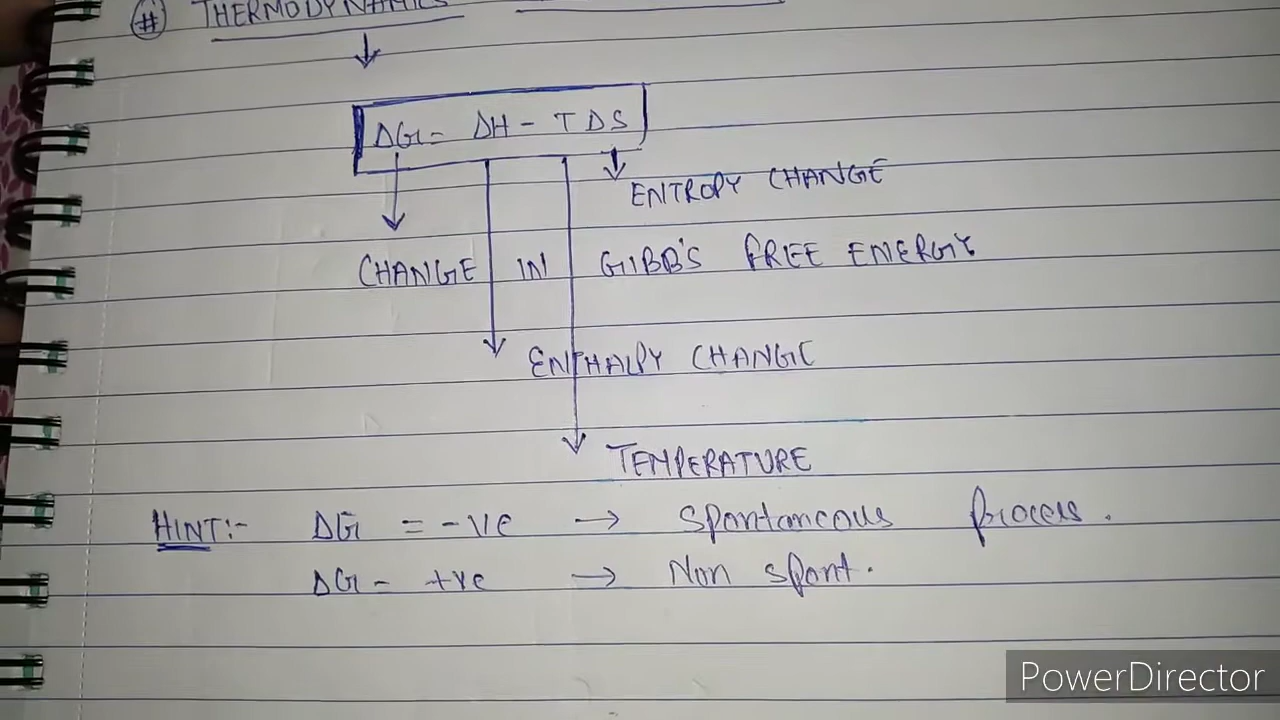 # THERMODYNAMICS
ΔG = ΔH - TΔS
ENTROPY CHANGE
CHANGE IN GIBB'S FREE ENERGY
ENTHALPY CHANGE
TEMPERATURE
HINT:- ΔG = -ve → Spontaneous process.
ΔG = +ve → Non spont.
PowerDirector